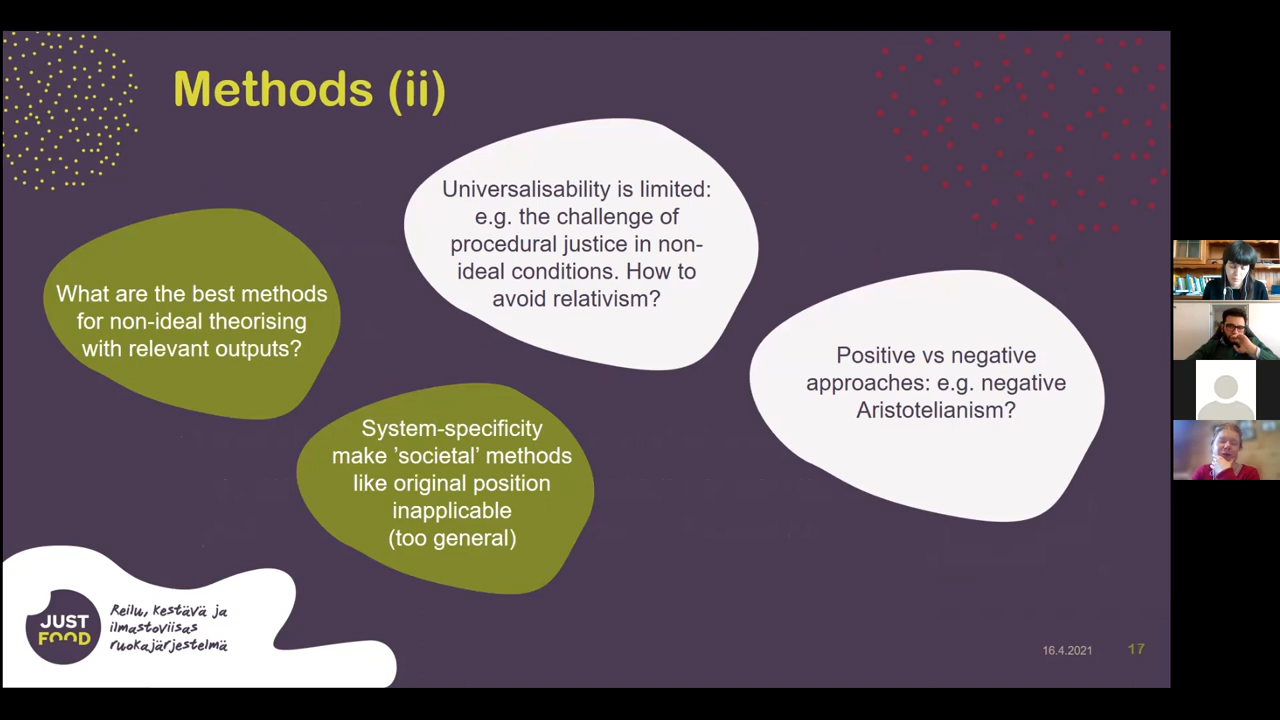 Methods (ii)
Universalisability is limited:
e.g. the challenge of
procedural justice in non-
ideal conditions. How to
avoid relativism?
What are the best methods
for non-ideal theorising
with relevant outputs?
Positive vs negative
approaches: e.g. negative
Aristotelianism?
System-specificity
make ’societal’ methods
like original position
inapplicable
(too general)
JUST
FOOD
Reilu, kestävä ja
ilmastoviisas
ruokajärjestelmä
16.4.2021
17